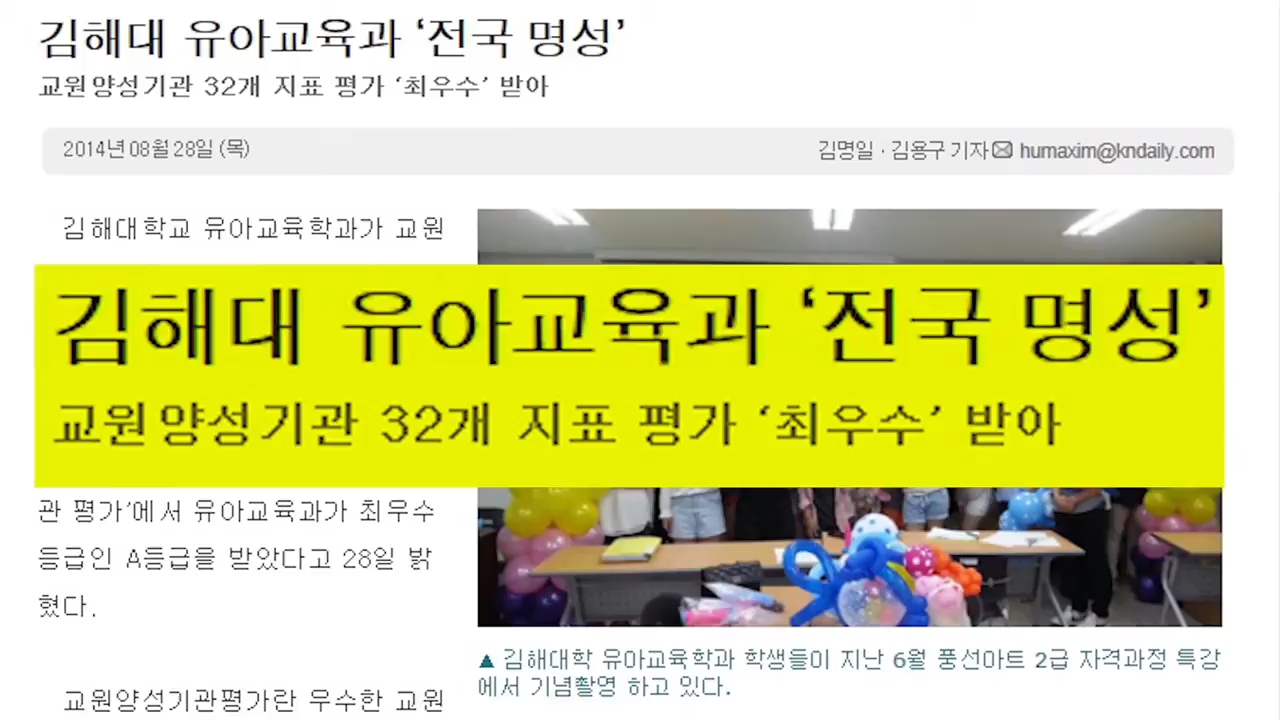 김해대 유아교육과 ‘전국 명성’
교원양성기관 32개 지표 평가 ‘최우수’ 받아
2014년 08월 28일 (목)
김명일 · 김용구 기자 humaxim@kndaily.com
김해대학교 유아교육학과가 교원
김해대 유아교육과 ‘전국 명성’
교원양성기관 32개 지표 평가 ‘최우수’ 받아
관 평가’에서 유아교육과가 최우수
등급인 A등급을 받았다고 28일 밝
혔다.
교원양성기관평가란 우수한 교원
▲ 김해대학 유아교육학과 학생들이 지난 6월 풍선아트 2급 자격과정 특강
에서 기념촬영 하고 있다.